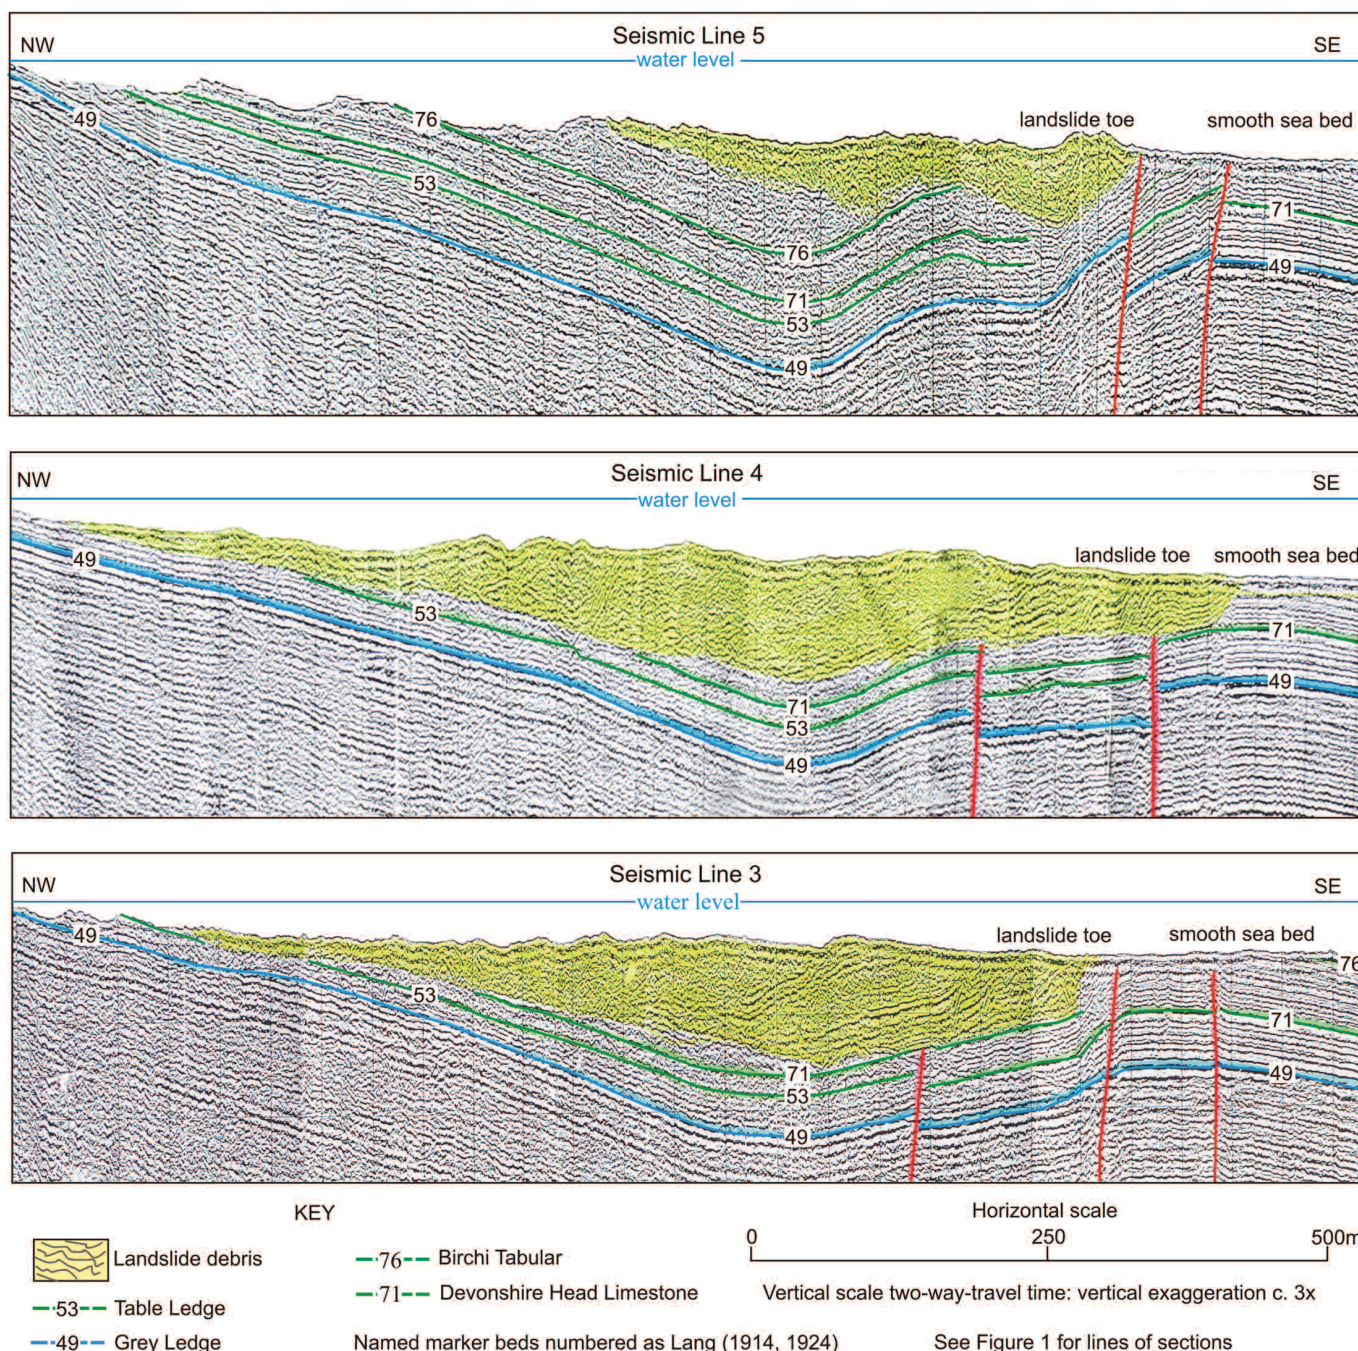 Seismic Line 5
NW
SE
water level
49
76
landslide toe
smooth sea bed
53
71
76
49
71
53
49
Seismic Line 4
NW
SE
water level
49
landslide toe
smooth sea bed
53
71
49
71
53
49
Seismic Line 3
NW
SE
water level
49
landslide toe
smooth sea bed
76
53
71
71
49
53
49
KEY
Landslide debris
53 Table Ledge
49 Grey Ledge
76 Birchi Tabular
71 Devonshire Head Limestone
Horizontal scale
0 250 500m
Vertical scale two-way-travel time: vertical exaggeration c. 3x
Named marker beds numbered as Lang (1914, 1924)
See Figure 1 for lines of sections